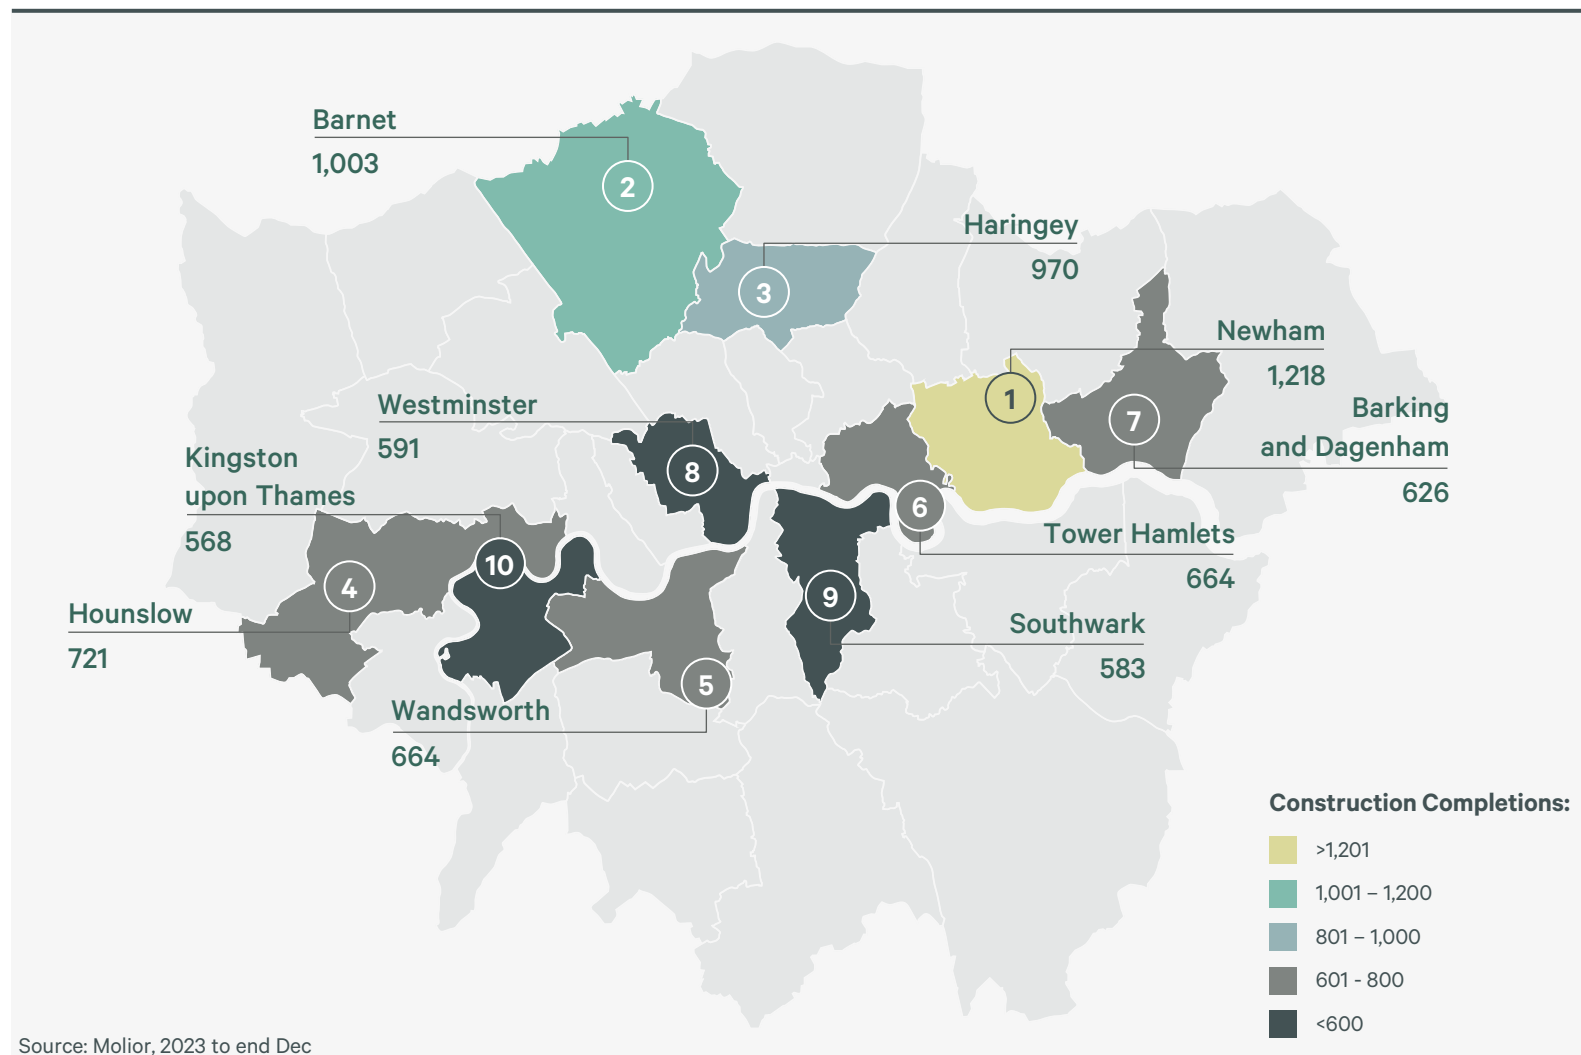 Barnet
1,003
2
Haringey
970
3
Newham
1,218
1
Barking
and Dagenham
626
7
Westminster
591
8
Kingston
upon Thames
568
10
6
Tower Hamlets
664
4
Hounslow
721
9
Southwark
583
5
Wandsworth
664
Construction Completions:
>1,201
1,001 – 1,200
801 – 1,000
601 - 800
<600
Source: Molior, 2023 to end Dec